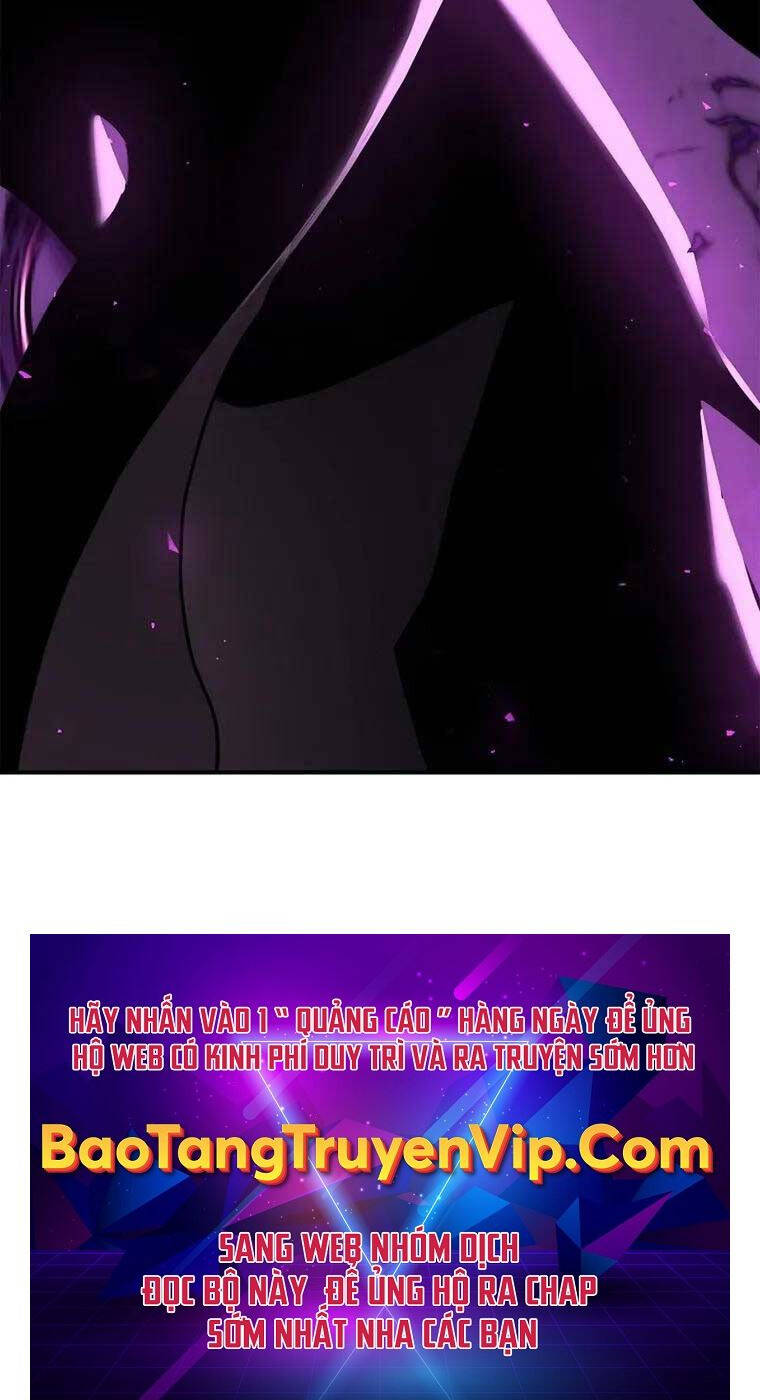 HÃY NHẤN VÀO 1 “ QUẢNG CÁO ” HÀNG NGÀY ĐỂ ỦNG
HỘ WEB CÓ KINH PHÍ DUY TRÌ VÀ RA TRUYỆN SỚM HƠN
BaoTangTruyenVip.Com
SANG WEB NHÓM DỊCH
ĐỌC BỘ NÀY ĐỂ ỦNG HỘ RA CHAP
SỚM NHẤT NHA CÁC BẠN